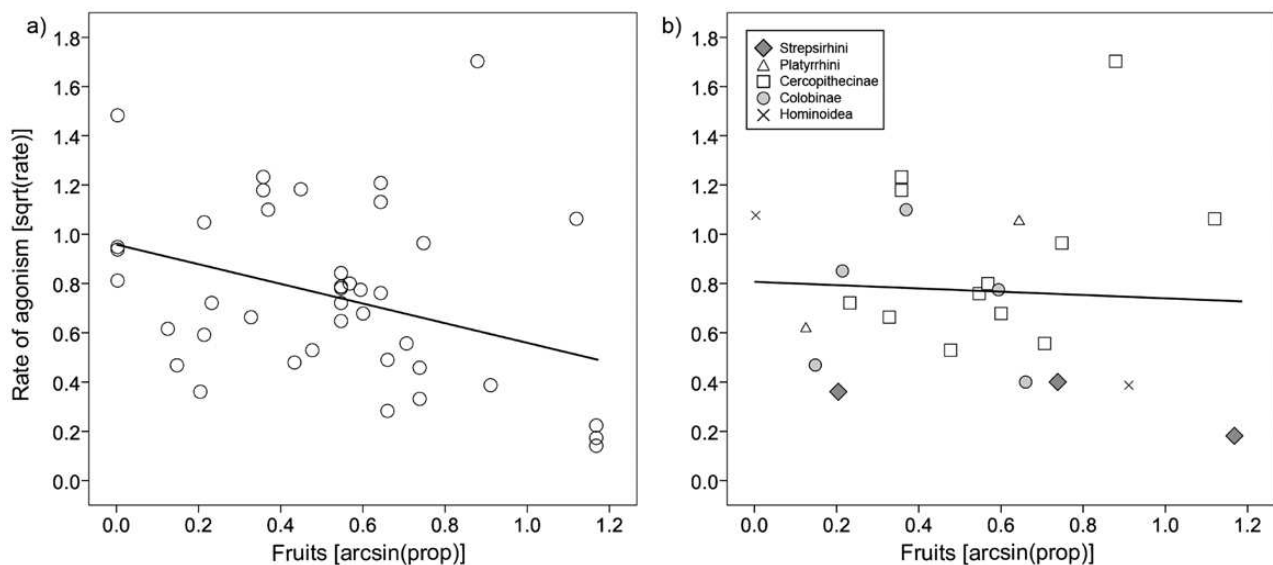 a)
Rate of agonism [sqrt(rate)]
1.8
1.6
1.4
1.2
1.0
0.8
0.6
0.4
0.2
0.0
0.0 0.2 0.4 0.6 0.8 1.0 1.2
Fruits [arcsin(prop)]
b)
Strepsirhini
Platyrrhini
Cercopithecinae
Colobinae
Hominoidea
1.8
1.6
1.4
1.2
1.0
0.8
0.6
0.4
0.2
0.0
0.0 0.2 0.4 0.6 0.8 1.0 1.2
Fruits [arcsin(prop)]